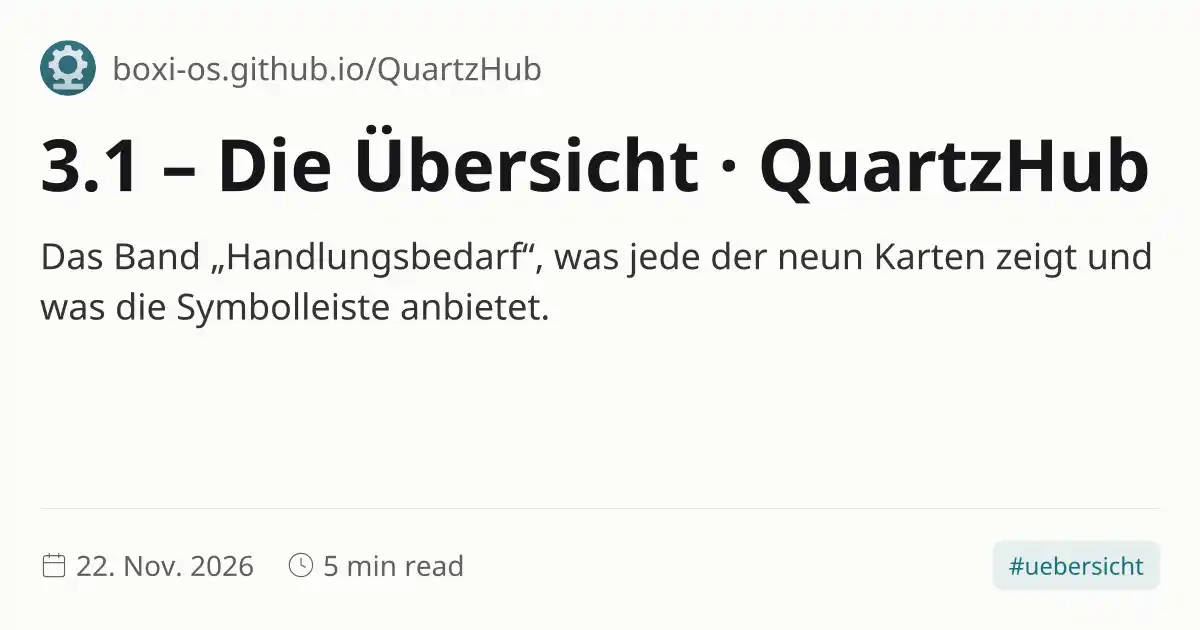 boxi-os.github.io/QuartzHub
3.1 – Die Übersicht · QuartzHub
Das Band „Handlungsbedarf“, was jede der neun Karten zeigt und
was die Symbolleiste anbietet.
22. Nov. 2026 5 min read #uebersicht